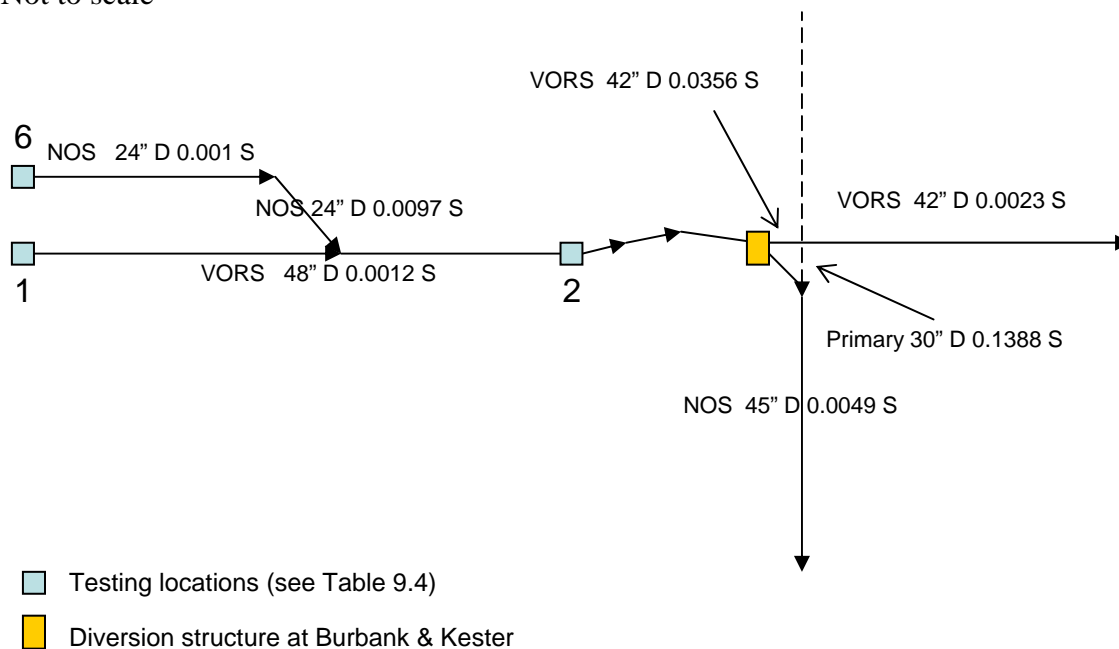 Not to scale
VORS 42” D 0.0356 S
6
NOS 24” D 0.001 S
VORS 42” D 0.0023 S
NOS 24” D 0.0097 S
VORS 48” D 0.0012 S
1
2
Primary 30” D 0.1388 S
NOS 45” D 0.0049 S
Testing locations (see Table 9.4)
Diversion structure at Burbank & Kester